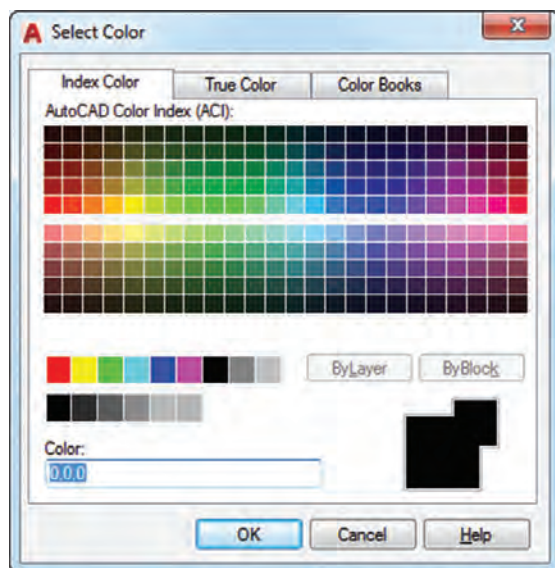 Select Color
Index Color
True Color
Color Books
AutoCAD Color Index (ACI):
ByLayer
ByBlock
Color:
0,0,0
OK
Cancel
Help